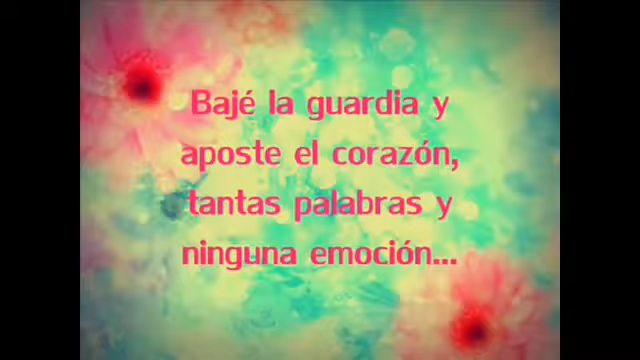 Bajé la guardia y
aposte el corazón,
tantas palabras y
ninguna emoción...